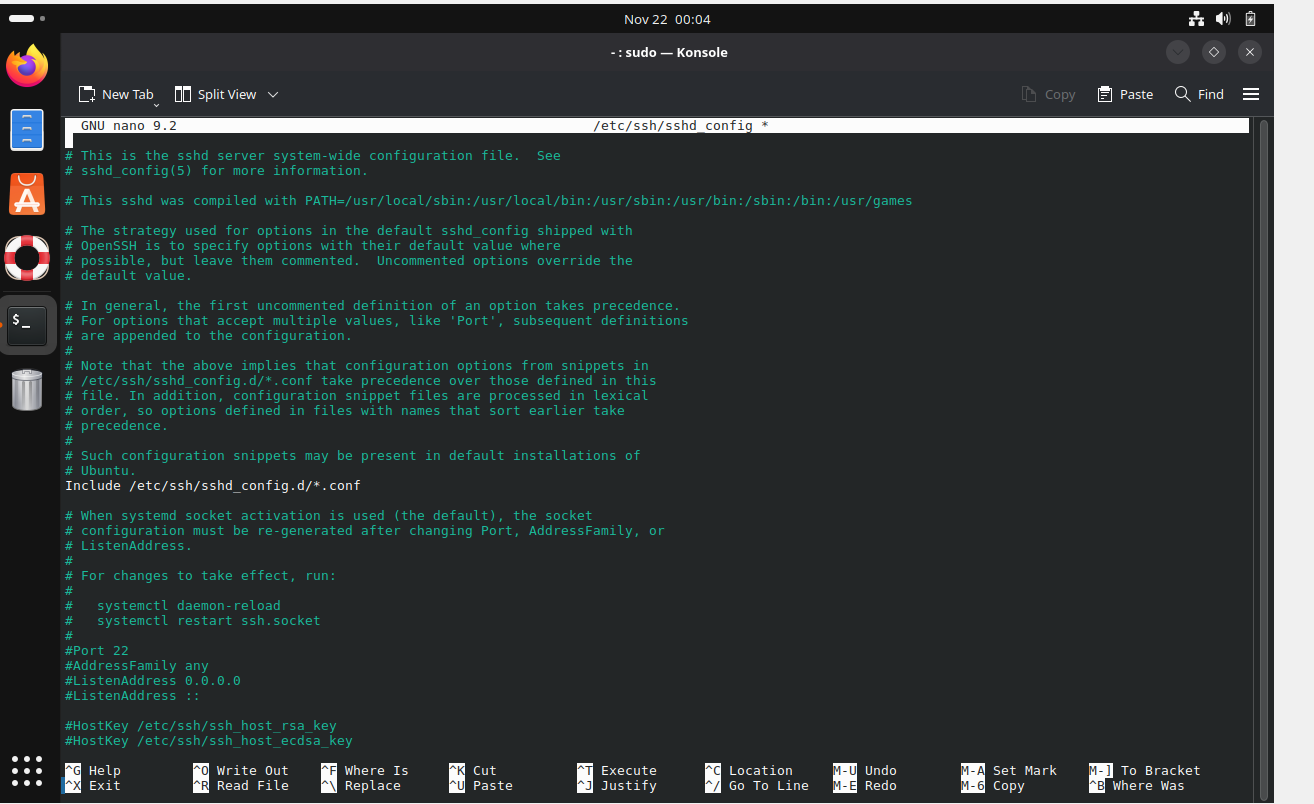 Nov 22 00:04
- : sudo — Konsole
New Tab
Split View
Copy
Paste
Find
GNU nano 9.2 /etc/ssh/sshd_config *
# This is the sshd server system-wide configuration file.  See
# sshd_config(5) for more information.
# This sshd was compiled with PATH=/usr/local/sbin:/usr/local/bin:/usr/sbin:/usr/bin:/sbin:/bin:/usr/games
# The strategy used for options in the default sshd_config shipped with
# OpenSSH is to specify options with their default value where
# possible, but leave them commented.  Uncommented options override the
# default value.
# In general, the first uncommented definition of an option takes precedence.
# For options that accept multiple values, like 'Port', subsequent definitions
# are appended to the configuration.
#
# Note that the above implies that configuration options from snippets in
# /etc/ssh/sshd_config.d/*.conf take precedence over those defined in this
# file. In addition, configuration snippet files are processed in lexical
# order, so options defined in files with names that sort earlier take
# precedence.
#
# Such configuration snippets may be present in default installations of
# Ubuntu.
Include /etc/ssh/sshd_config.d/*.conf
# When systemd socket activation is used (the default), the socket
# configuration must be re-generated after changing Port, AddressFamily, or
# ListenAddress.
#
# For changes to take effect, run:
#
#   systemctl daemon-reload
#   systemctl restart ssh.socket
#
#Port 22
#AddressFamily any
#ListenAddress 0.0.0.0
#ListenAddress ::
#HostKey /etc/ssh/ssh_host_rsa_key
#HostKey /etc/ssh/ssh_host_ecdsa_key
^G Help ^O Write Out ^F Where Is ^K Cut ^T Execute ^C Location M-U Undo M-A Set Mark M-] To Bracket
^X Exit ^R Read File ^\ Replace ^U Paste ^J Justify ^/ Go To Line M-E Redo M-6 Copy ^B Where Was